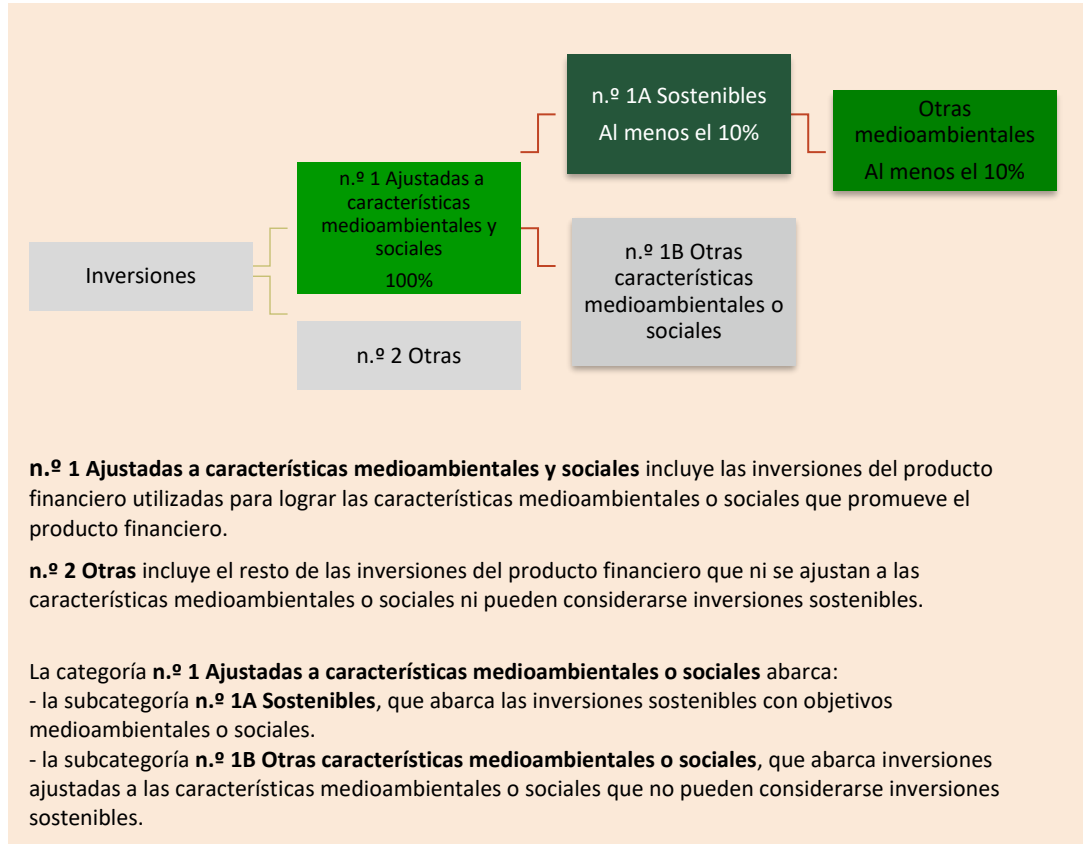 n.º 1A Sostenibles
Al menos el 10%
Otras
medioambientales
Al menos el 10%
n.º 1 Ajustadas a
características
medioambientales y
sociales
100%
Inversiones
n.º 1B Otras
características
medioambientales o
sociales
n.º 2 Otras
n.º 1 Ajustadas a características medioambientales y sociales incluye las inversiones del producto
financiero utilizadas para lograr las características medioambientales o sociales que promueve el
producto financiero.
n.º 2 Otras incluye el resto de las inversiones del producto financiero que ni se ajustan a las
características medioambientales o sociales ni pueden considerarse inversiones sostenibles.
La categoría n.º 1 Ajustadas a características medioambientales o sociales abarca:
- la subcategoría n.º 1A Sostenibles, que abarca las inversiones sostenibles con objetivos
medioambientales o sociales.
- la subcategoría n.º 1B Otras características medioambientales o sociales, que abarca inversiones
ajustadas a las características medioambientales o sociales que no pueden considerarse inversiones
sostenibles.